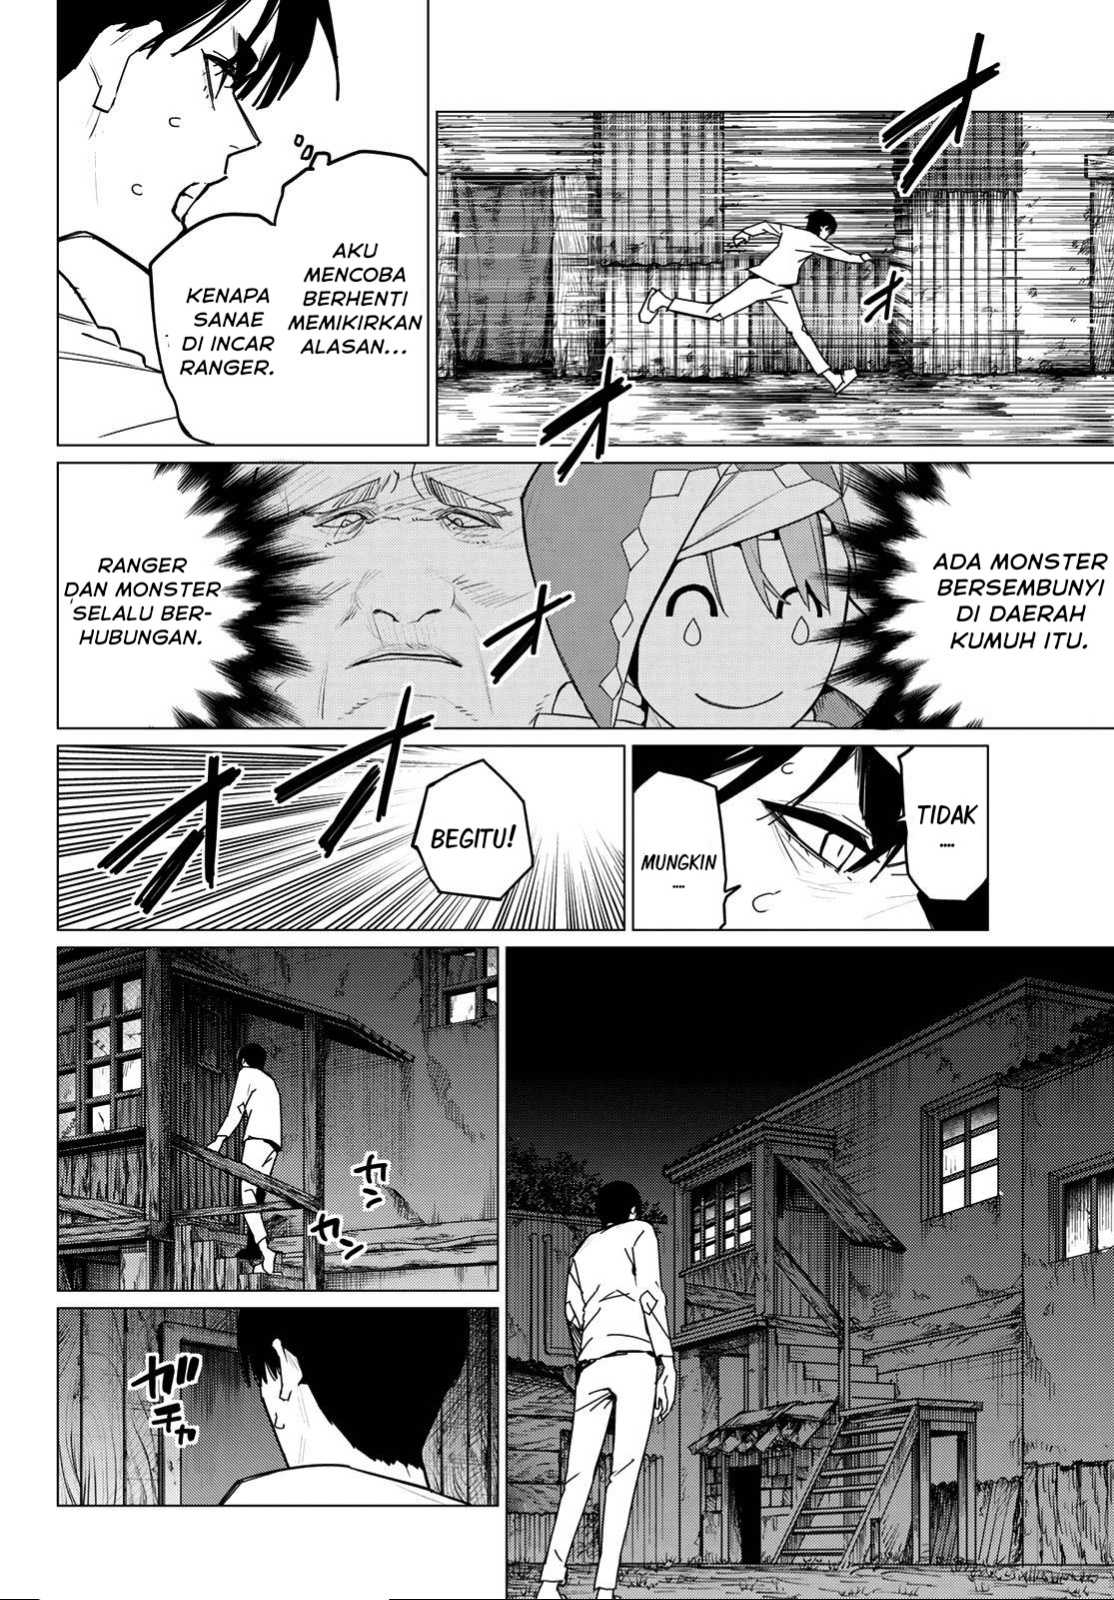 AKU
MENCOBA
BERHENTI
MEMIKIRKAN
ALASAN...
KENAPA
SANAE
DI INCAR
RANGER.
ADA MONSTER
BERSEMBUNYI
DI DAERAH
KUMUH ITU.
RANGER
DAN MONSTER
SELALU BER-
HUBUNGAN.
TIDAK
....
MUNGKIN
....
BEGITU!
カン
カン
ガチャ